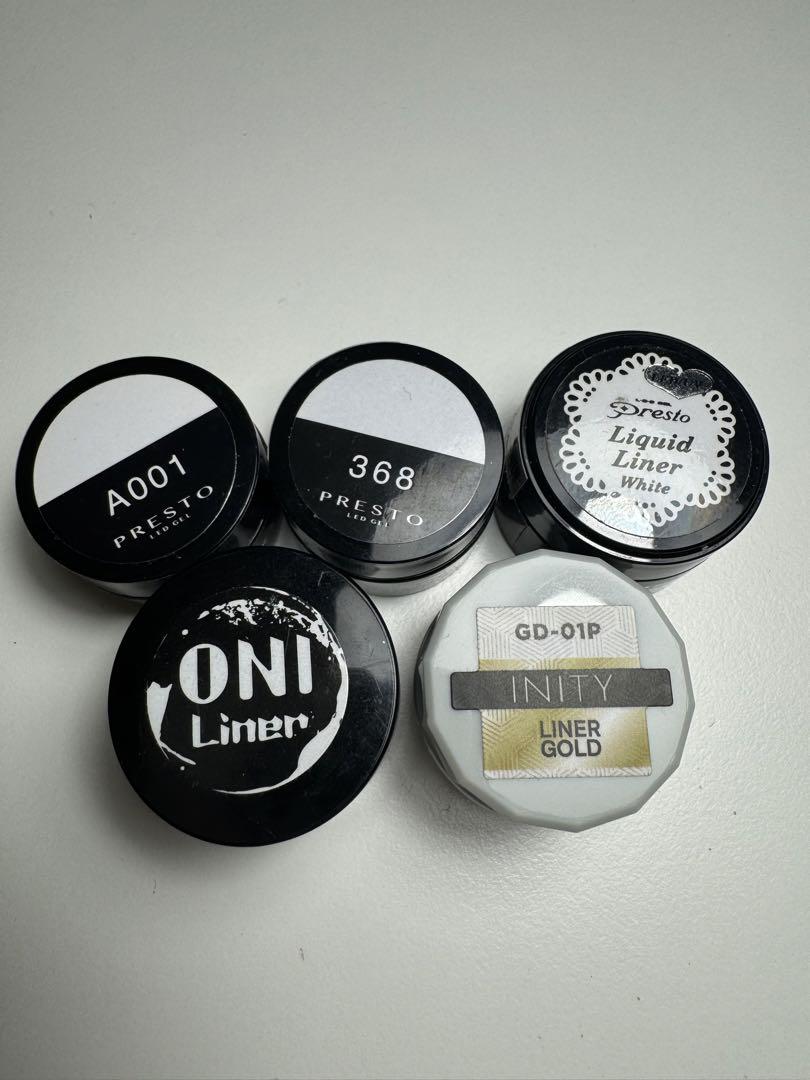 A001
PRESTO
LED GEL
368
PRESTO
LED GEL
Presto
Liquid
Liner
White
ONI
Liner
GD-01P
INITY
LINER
GOLD